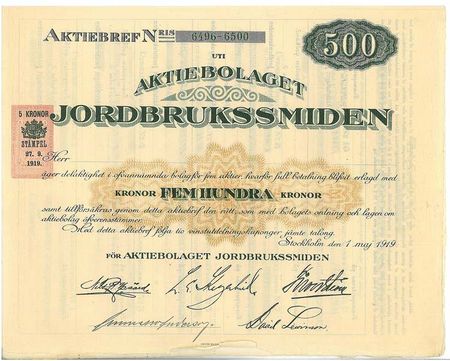 AKTIEBREF NRIS 6496-6500
500
UTI
AKTIEBOLAGET
JORDBRUKSSMIDEN
5 KRONOR
STÄMPEL
27. 9.
1919.
Herr
äger delaktighet i ofvannämnda bolag för fem aktier, hvarför full betalning blifvit erlagd med
KRONOR FEMHUNDRA KRONOR
samt tillförsäkras genom detta aktiebref den rätt, som med bolagets ordning och lagen om
aktiebolag öfverensstämmer.
Med detta aktiebref följa tio vinstutdelningskuponger jämte talong.
Stockholm den 1 maj 1919
FÖR AKTIEBOLAGET JORDBRUKSSMIDEN